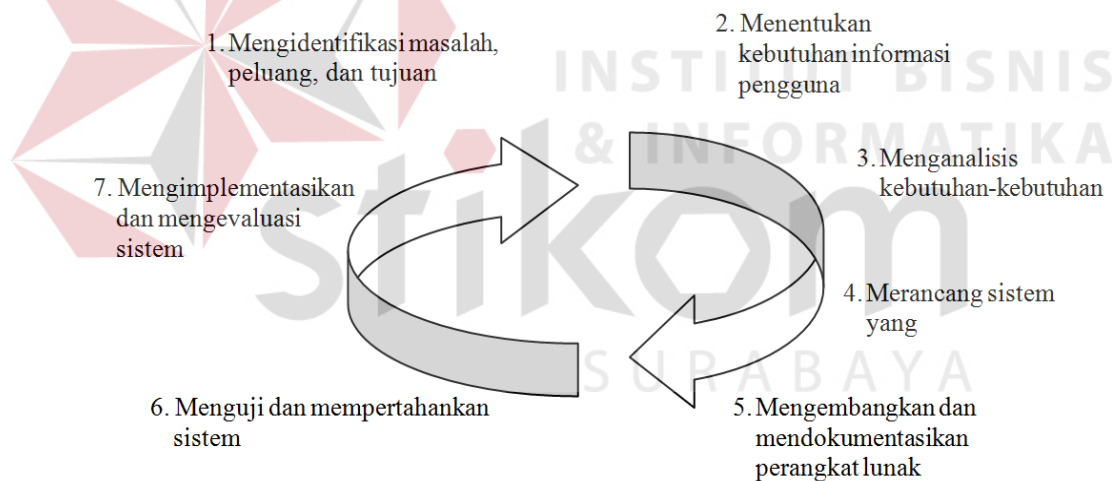 1. Mengidentifikasi masalah,
peluang, dan tujuan
2. Menentukan
kebutuhan informasi
pengguna
3. Menganalisis
kebutuhan-kebutuhan
4. Merancang sistem
yang
5. Mengembangkan dan
mendokumentasikan
perangkat lunak
6. Menguji dan mempertahankan
sistem
7. Mengimplementasikan
dan mengevaluasi
sistem
INSTITUT BISNIS
& INFORMATIKA
stikom
SURABAYA